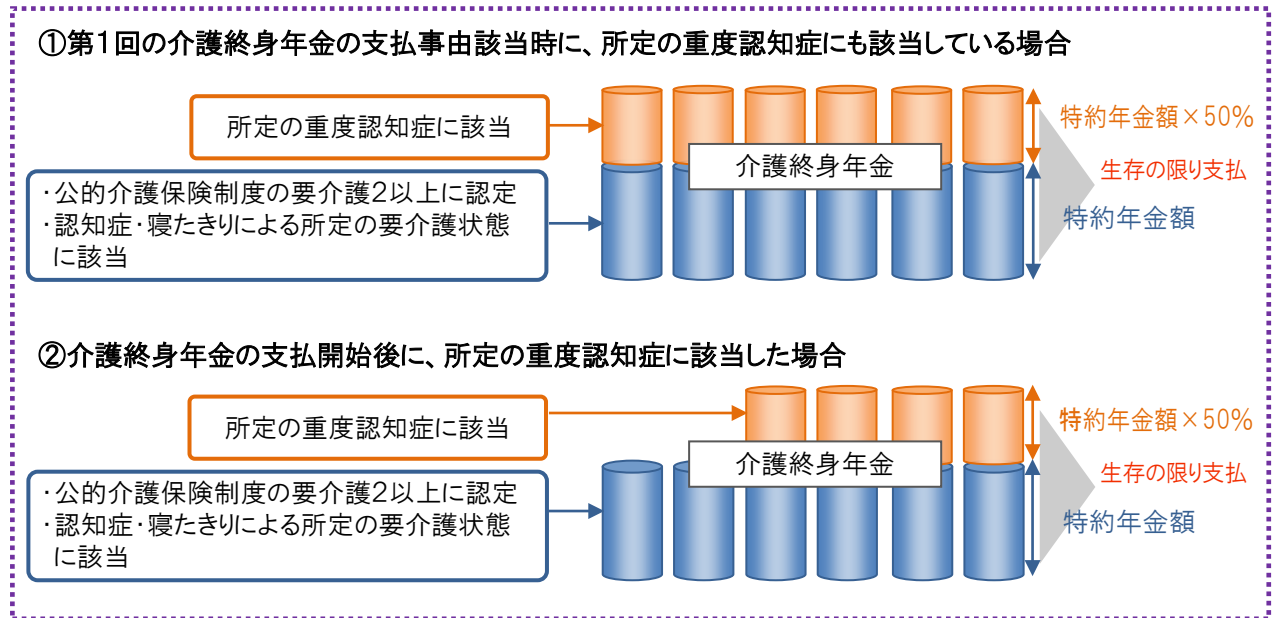 ①第1回の介護終身年金の支払事由該当時に、所定の重度認知症にも該当している場合
所定の重度認知症に該当
・公的介護保険制度の要介護2以上に認定
・認知症・寝たきりによる所定の要介護状態
に該当
介護終身年金
特約年金額×50%
生存の限り支払
特約年金額
②介護終身年金の支払開始後に、所定の重度認知症に該当した場合
所定の重度認知症に該当
・公的介護保険制度の要介護2以上に認定
・認知症・寝たきりによる所定の要介護状態
に該当
介護終身年金
特約年金額×50%
生存の限り支払
特約年金額